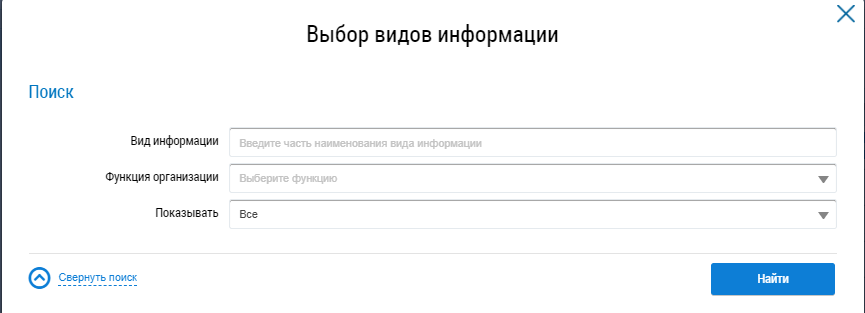 Выбор видов информации
Поиск
Вид информации Введите часть наименования вида информации
Функция организации Выберите функцию
Показывать Все
Свернуть поиск Найти